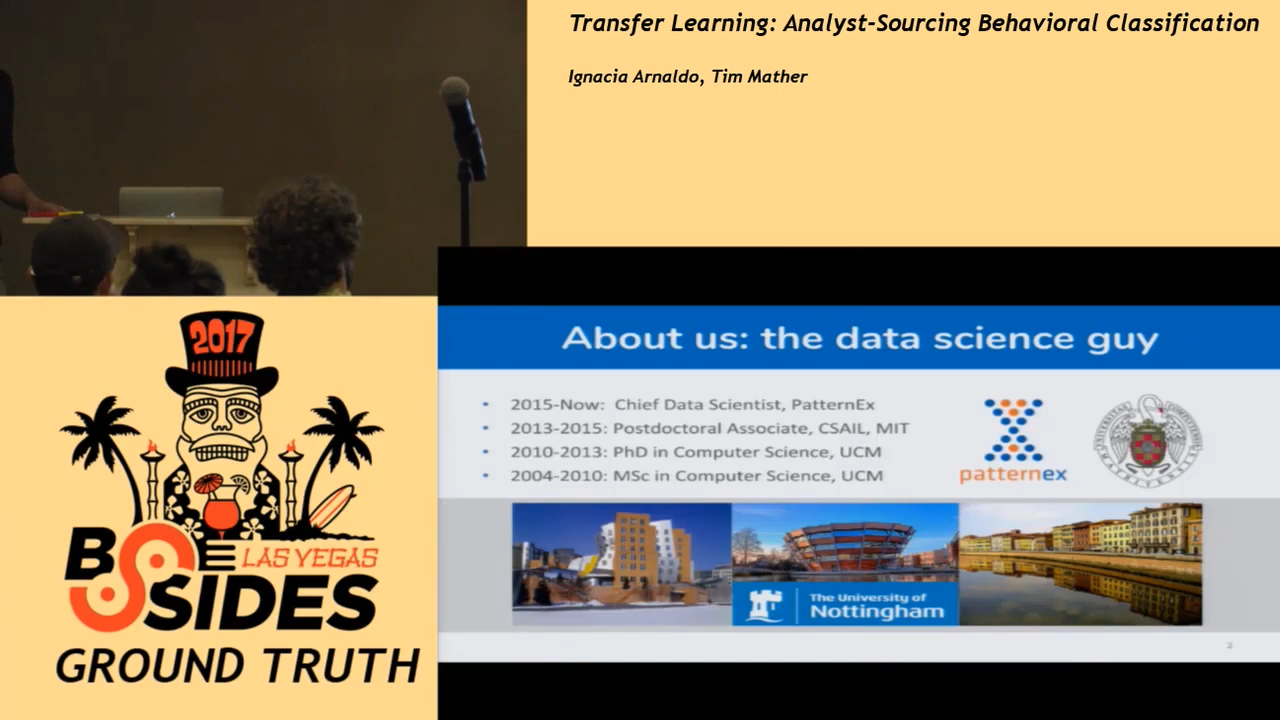 Transfer Learning: Analyst-Sourcing Behavioral Classification
Ignacia Arnaldo, Tim Mather
About us: the data science guy
• 2015-Now: Chief Data Scientist, PatternEx
• 2013-2015: Postdoctoral Associate, CSAIL, MIT
• 2010-2013: PhD in Computer Science, UCM
• 2004-2010: MSc in Computer Science, UCM
patternex
The University of
Nottingham
2
2017
BSIDES
LAS VEGAS
GROUND TRUTH